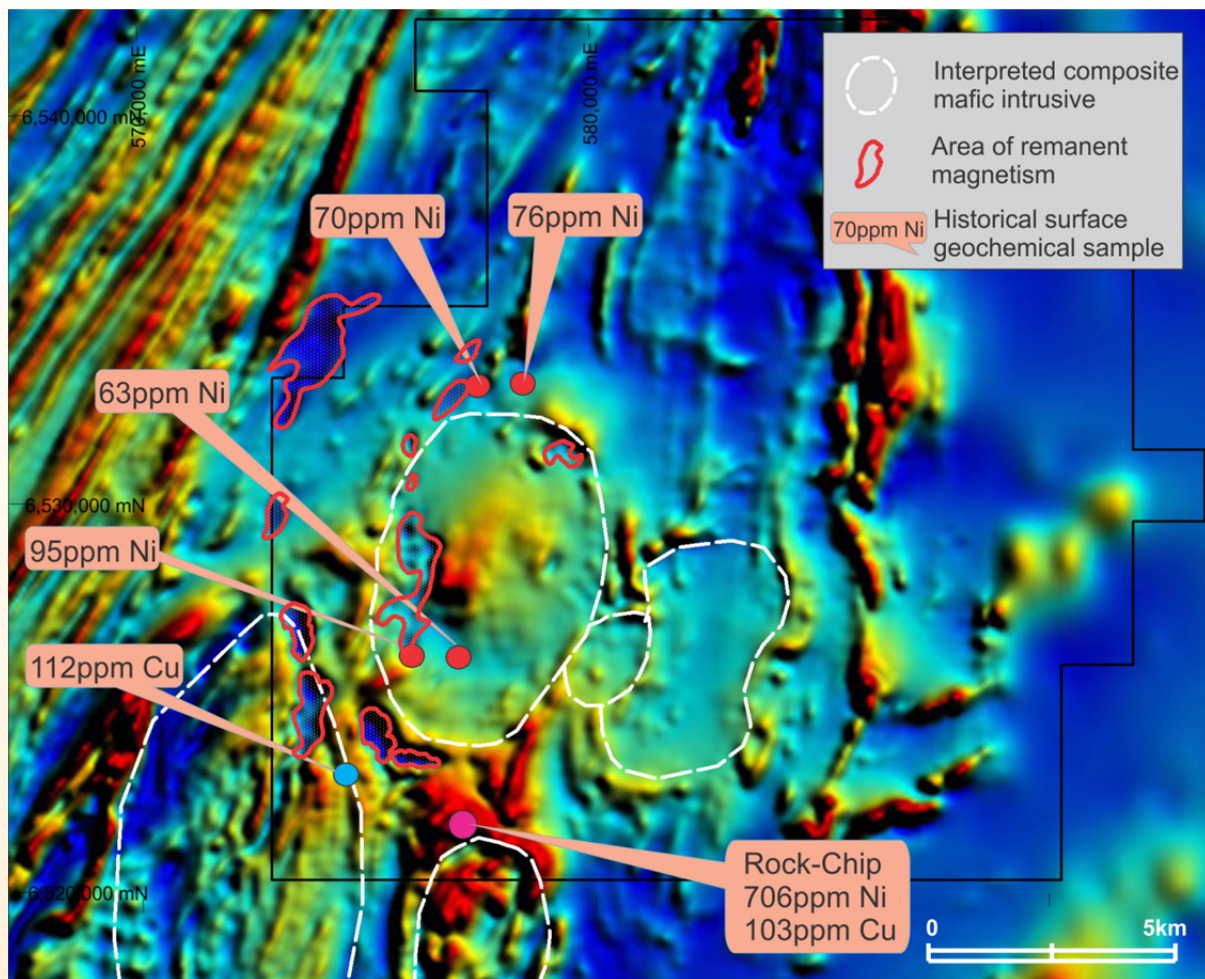 570,000 mE
580,000 mE
6,540,000 mN
Interpreted composite
mafic intrusive
Area of remanent
magnetism
70ppm Ni
Historical surface
geochemical sample
70ppm Ni
76ppm Ni
63ppm Ni
6,530,000 mN
95ppm Ni
112ppm Cu
Rock-Chip
706ppm Ni
103ppm Cu
6,520,000 mN
0
5km